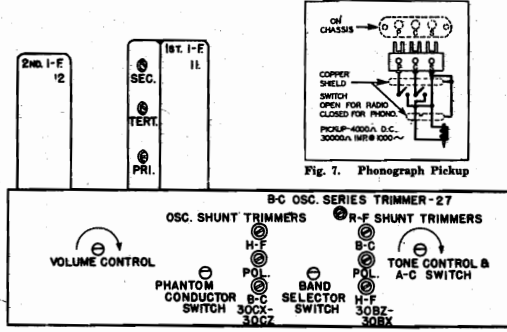 2ND. I-F.
12
1ST. I-F.
11
SEC.
TERT.
PRI.
ON
CHASSIS
COPPER
SHIELD
SWITCH
OPEN FOR RADIO
CLOSED FOR PHONO.
PICKUP-4000Λ D.C.
30000Λ IMP.@1000~
Fig. 7. Phonograph Pickup
B-C OSC. SERIES TRIMMER-27
OSC. SHUNT TRIMMERS
R-F SHUNT TRIMMERS
H-F
B-C
VOLUME CONTROL
TONE CONTROL &
A-C SWITCH
POL.
POL.
PHANTOM
CONDUCTOR
SWITCH
B-C
30CX-
30CZ
BAND
SELECTOR
SWITCH
H-F
30BZ-
30BX